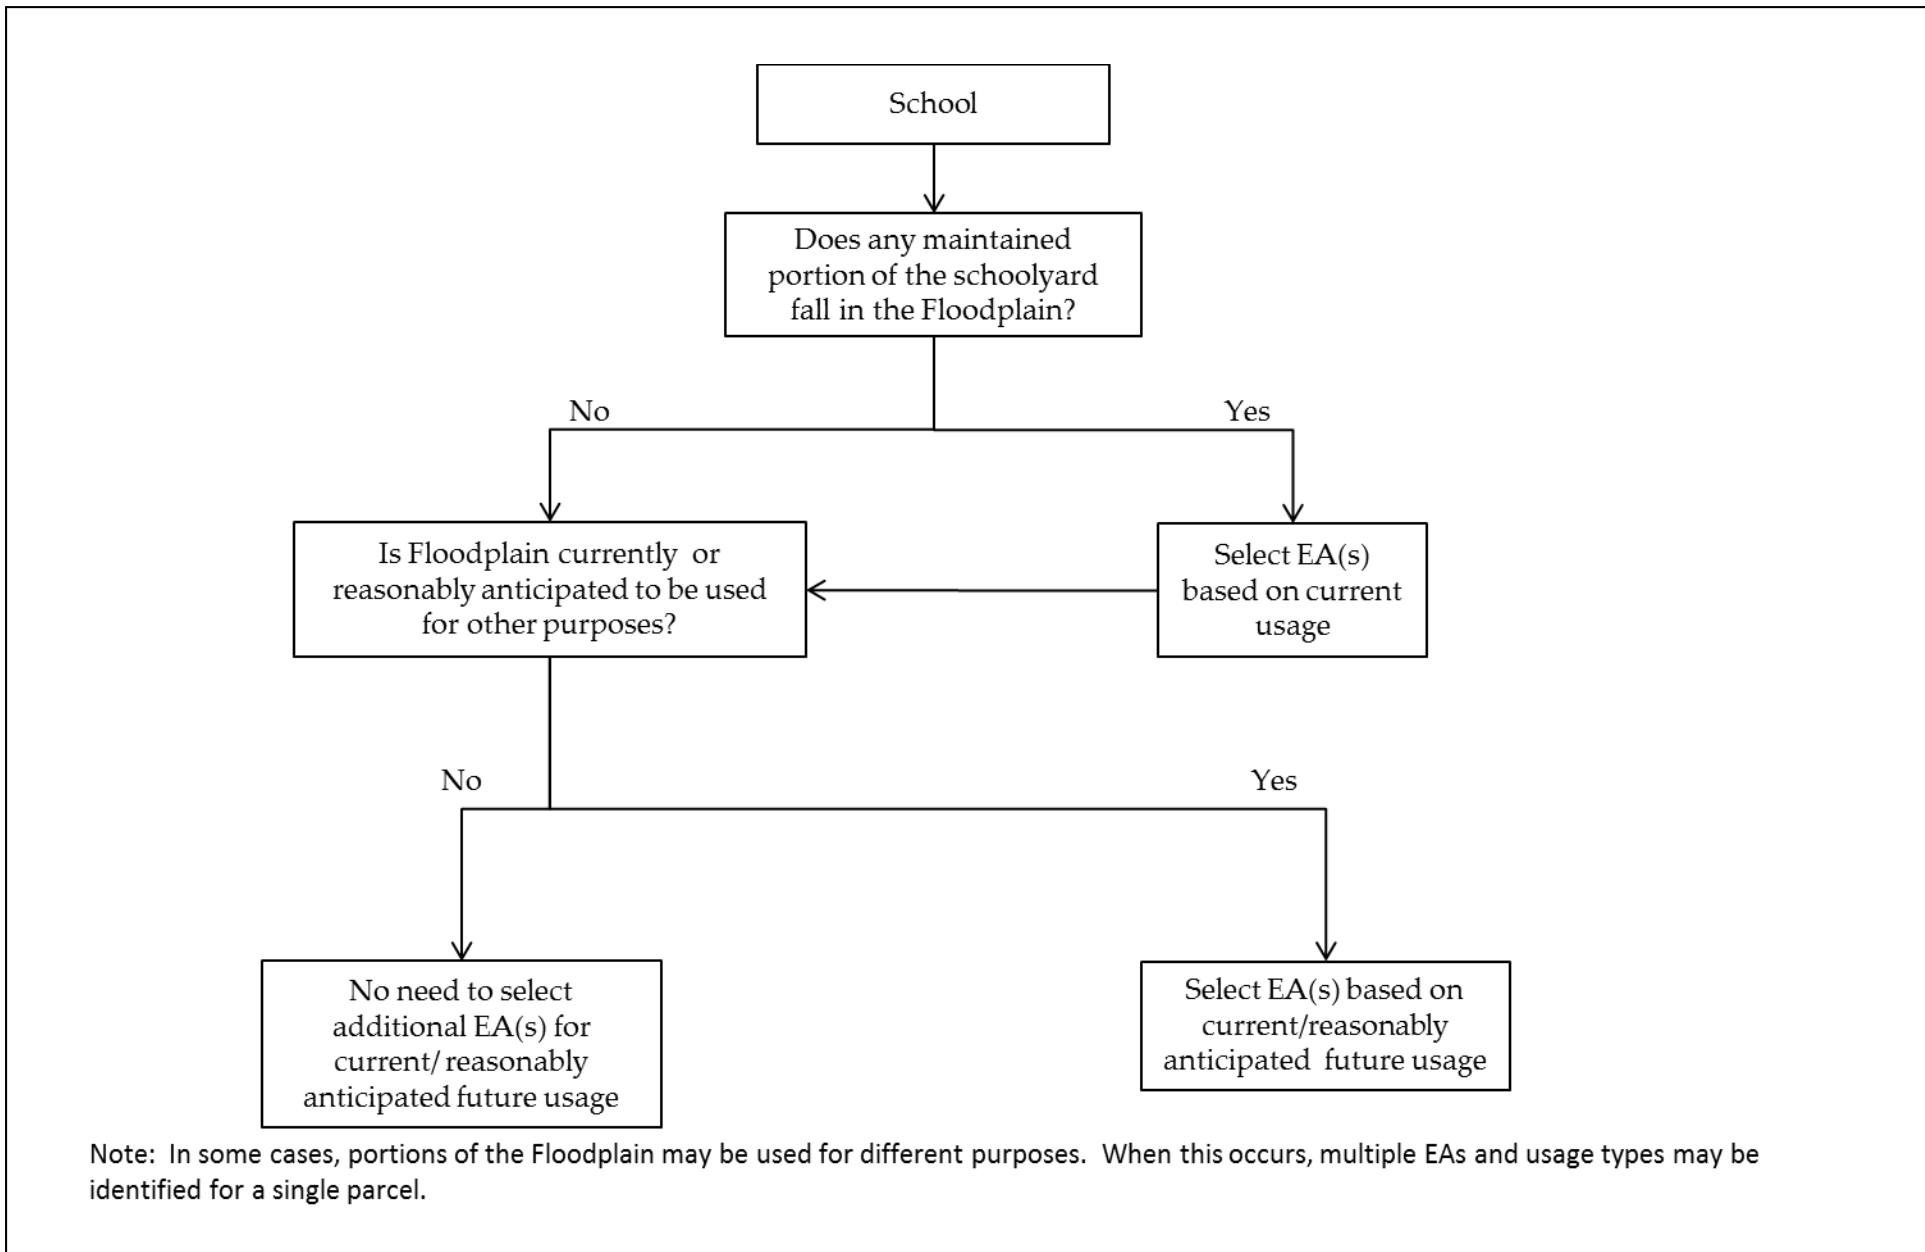 School
Does any maintained
portion of the schoolyard
fall in the Floodplain?
No
Yes
Is Floodplain currently or
reasonably anticipated to be used
for other purposes?
Select EA(s)
based on current
usage
No
Yes
No need to select
additional EA(s) for
current/ reasonably
anticipated future usage
Select EA(s) based on
current/reasonably
anticipated future usage
Note: In some cases, portions of the Floodplain may be used for different purposes. When this occurs, multiple EAs and usage types may be
identified for a single parcel.